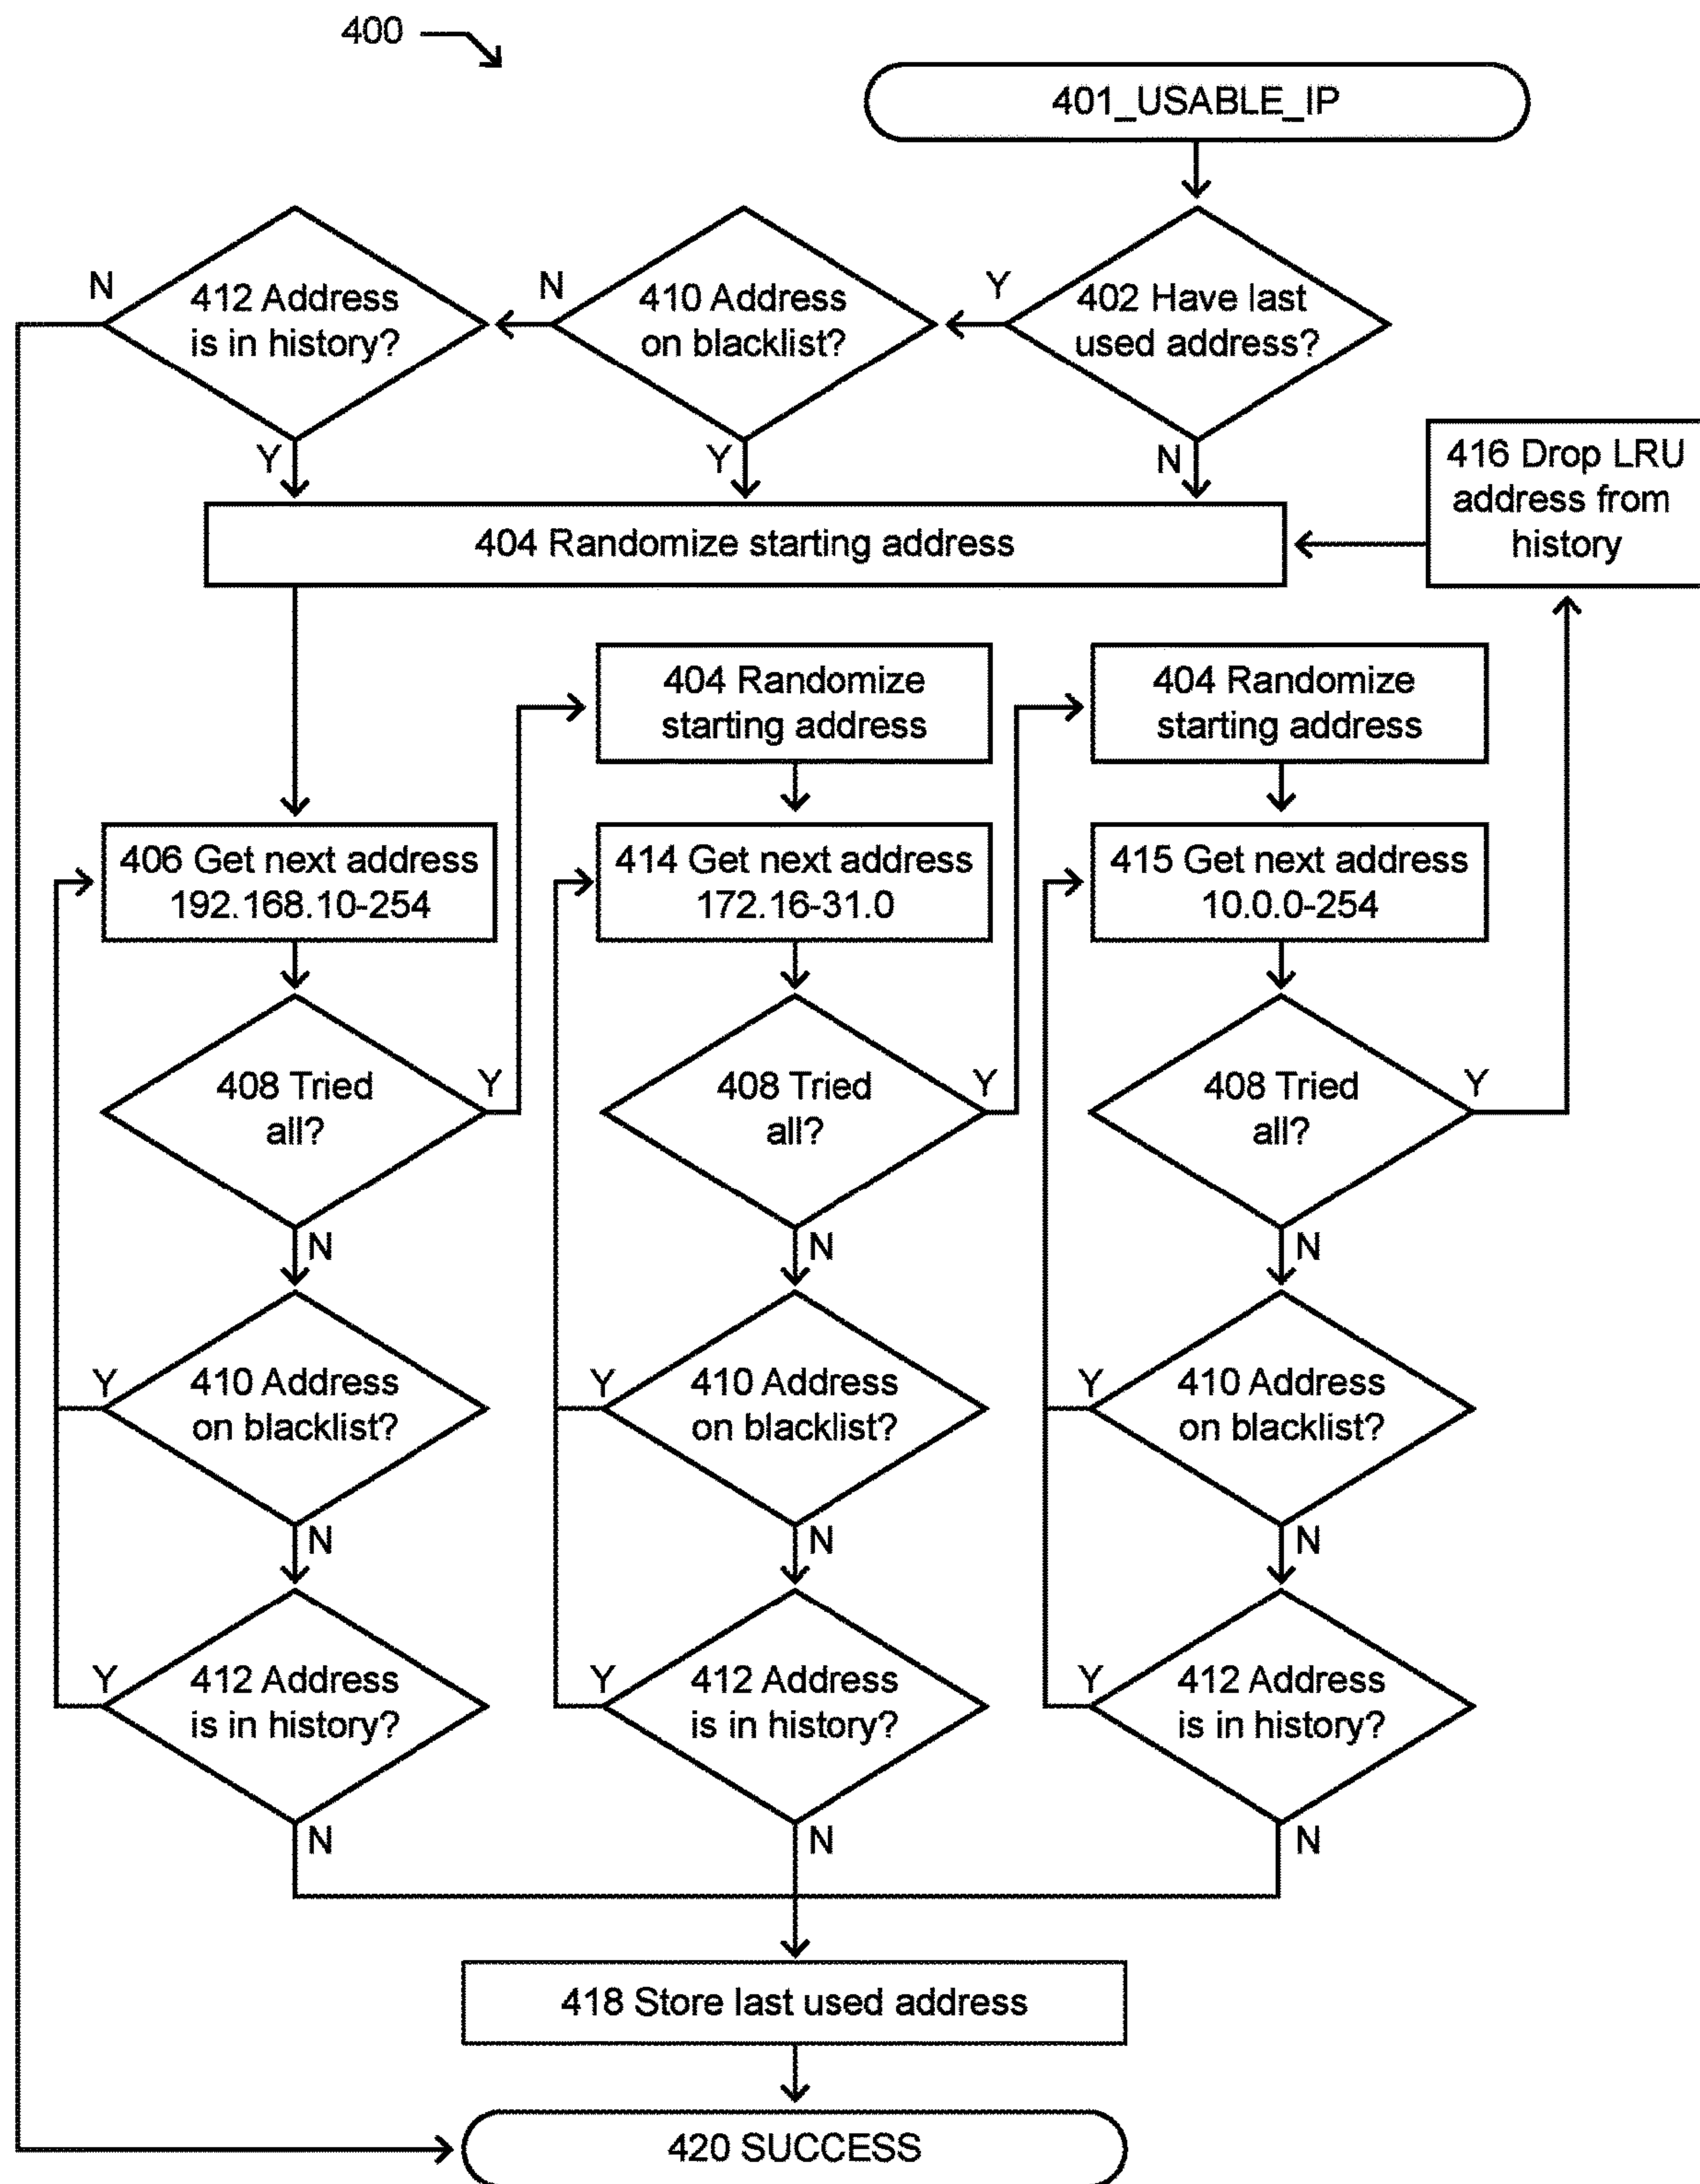 400
401_USABLE_IP
N
412 Address
is in history?
N
410 Address
on blacklist?
Y
402 Have last
used address?
Y
Y
N
416 Drop LRU
address from
history
404 Randomize starting address
404 Randomize
starting address
404 Randomize
starting address
406 Get next address
192.168.10-254
414 Get next address
172.16-31.0
415 Get next address
10.0.0-254
408 Tried
all?
Y
408 Tried
all?
Y
408 Tried
all?
Y
N
N
N
Y
410 Address
on blacklist?
Y
410 Address
on blacklist?
Y
410 Address
on blacklist?
N
N
N
Y
412 Address
is in history?
Y
412 Address
is in history?
Y
412 Address
is in history?
N
N
N
418 Store last used address
420 SUCCESS